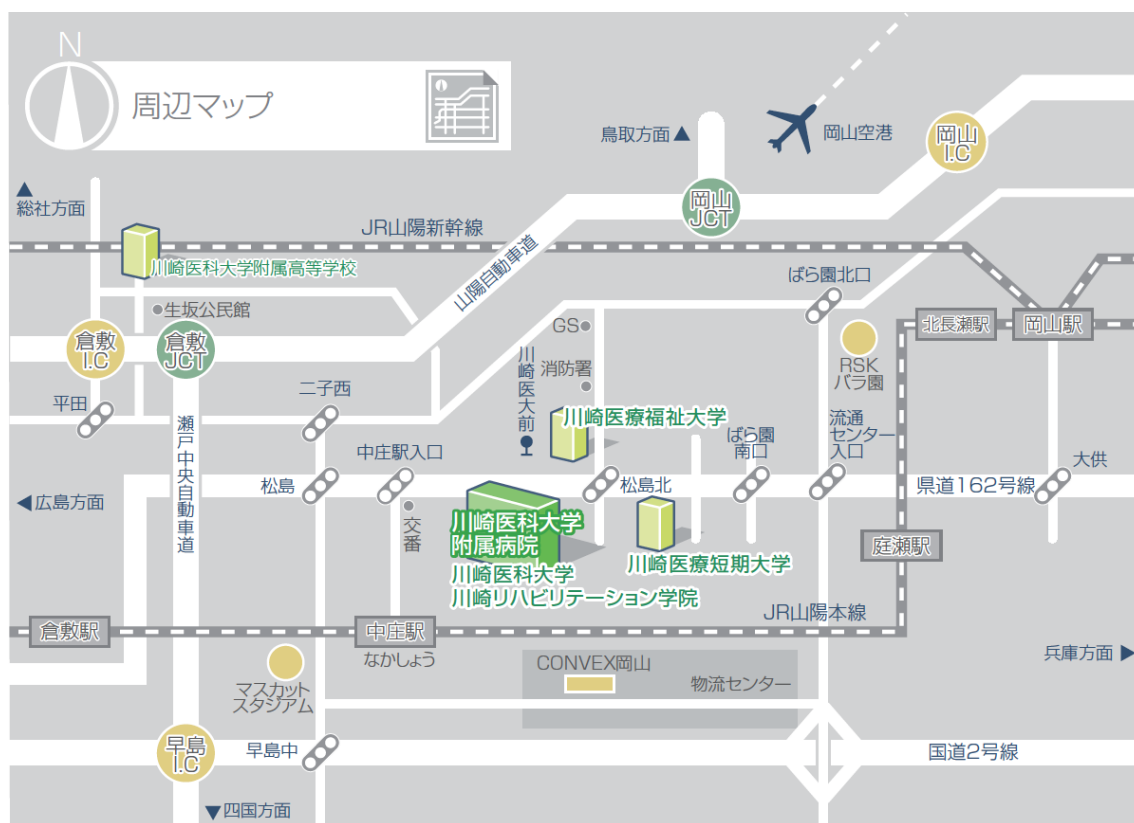 N
周辺マップ
鳥取方面▲
岡山空港
岡山
I.C
▲
総社方面
岡山
JCT
JR山陽新幹線
山陽自動車道
川崎医科大学附属高等学校
ばら園北口
生坂公民館
GS
北長瀬駅
岡山駅
倉敷
I.C
倉敷
JCT
川崎医大前
消防署
RSK
バラ園
平田
二子西
川崎医療福祉大学
瀬戸中央自動車道
中庄駅入口
ばら園
南口
流通
センター
入口
大供
松島
松島北
県道162号線
◀広島方面
交番
川崎医科大学
附属病院
川崎医科大学
川崎リハビリテーション学院
川崎医療短期大学
庭瀬駅
JR山陽本線
倉敷駅
中庄駅
なかしょう
兵庫方面▶
CONVEX岡山
物流センター
マスカット
スタジアム
早島
I.C
早島中
国道2号線
▼四国方面